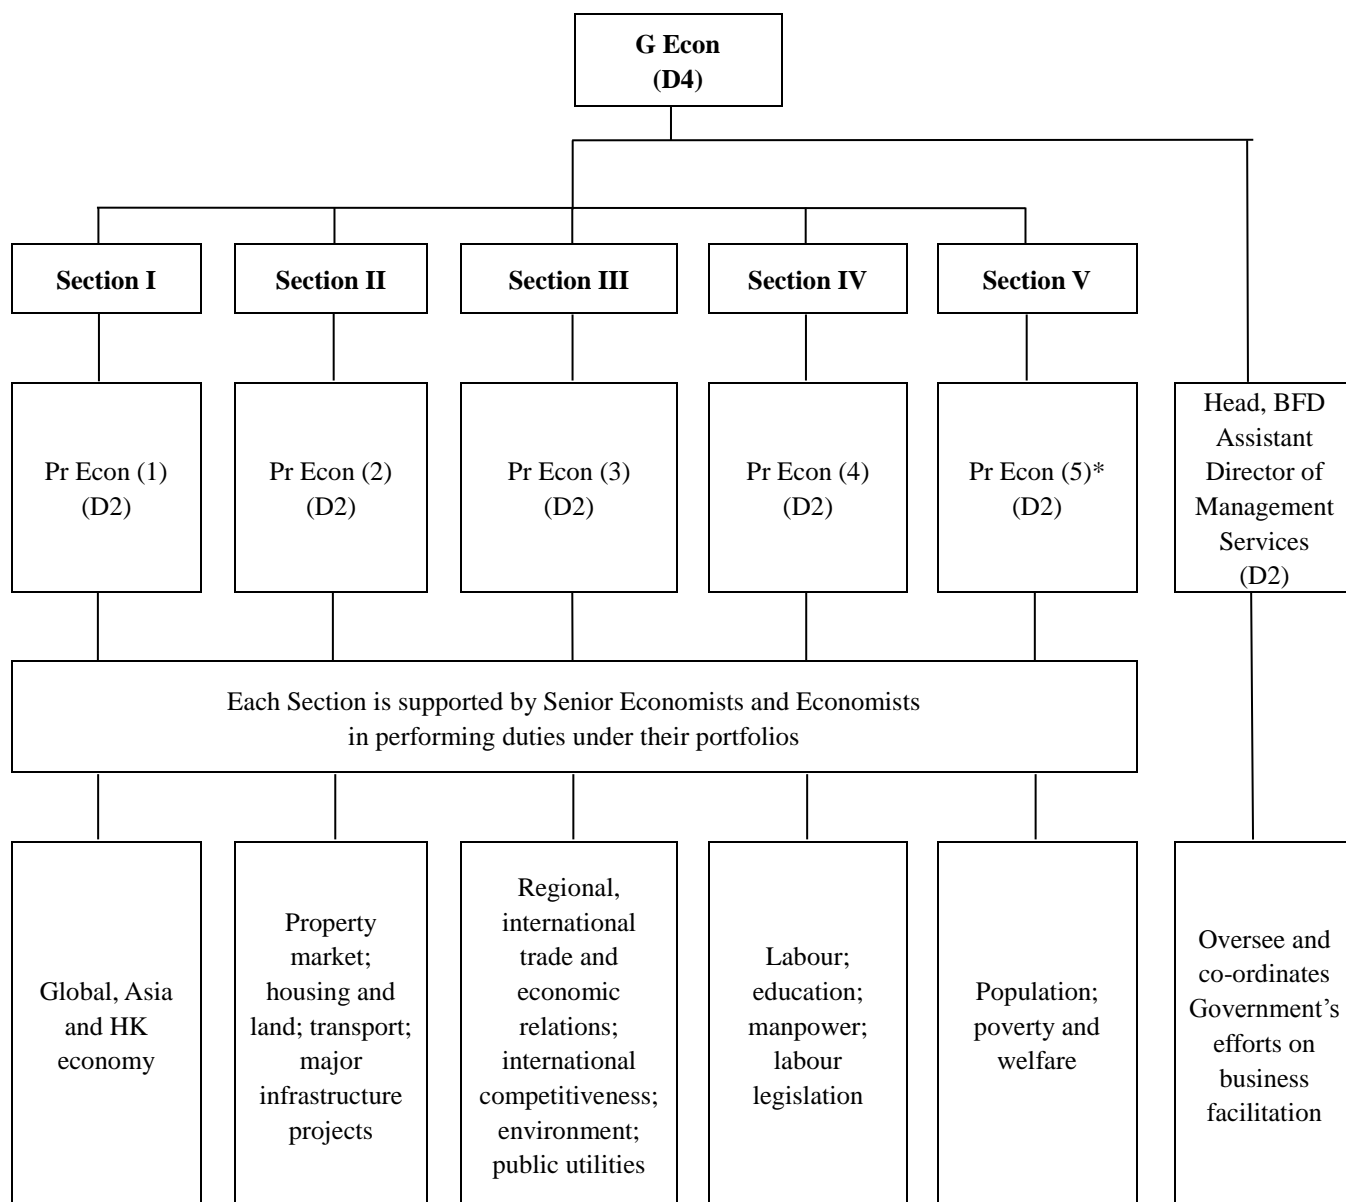 G Econ
(D4)
Section I
Section II
Section III
Section IV
Section V
Pr Econ (1)
(D2)
Pr Econ (2)
(D2)
Pr Econ (3)
(D2)
Pr Econ (4)
(D2)
Pr Econ (5)*
(D2)
Head, BFD
Assistant
Director of
Management
Services
(D2)
Each Section is supported by Senior Economists and Economists
in performing duties under their portfolios
Global, Asia
and HK
economy
Property
market;
housing and
land; transport;
major
infrastructure
projects
Regional,
international
trade and
economic
relations;
international
competitiveness;
environment;
public utilities
Labour;
education;
manpower;
labour
legislation
Population;
poverty and
welfare
Oversee and
co-ordinates
Government’s
efforts on
business
facilitation